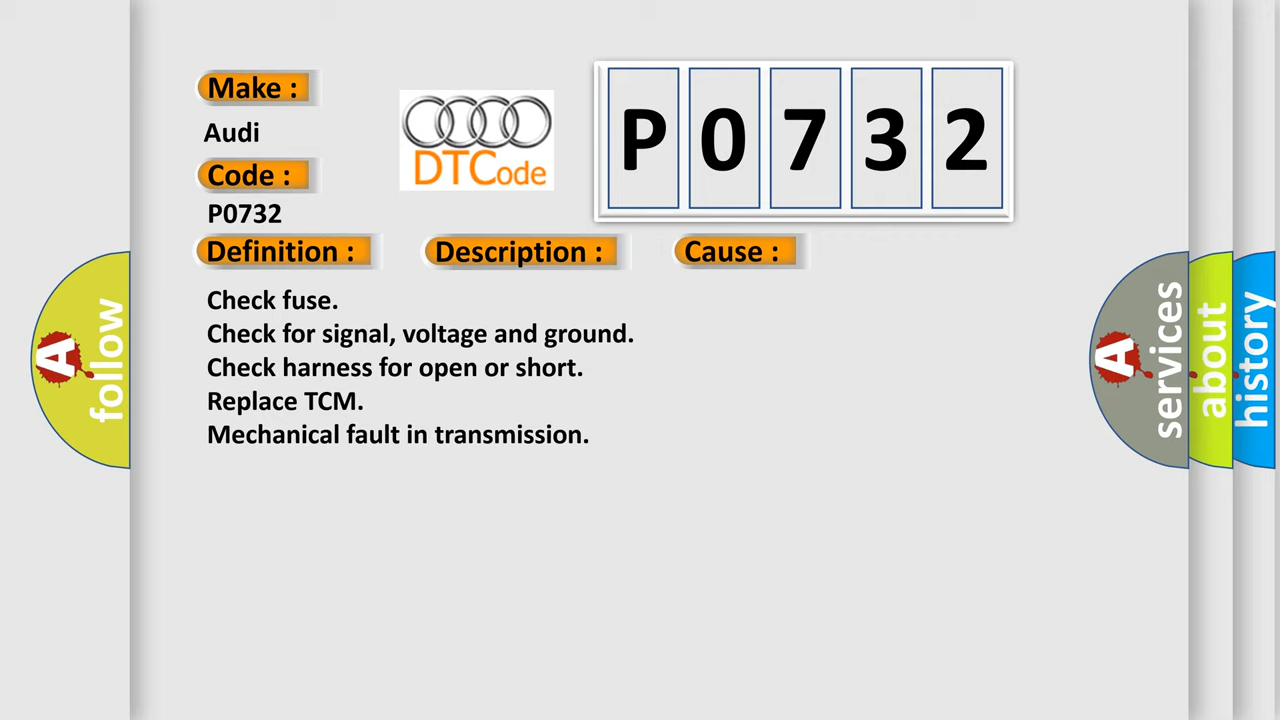 Make :
Audi
Code :
P0732
DTCode
P0732
Definition :
Description :
Cause :
Check fuse.
Check for signal, voltage and ground.
Check harness for open or short.
Replace TCM.
Mechanical fault in transmission.
A
follow
A
services
about
history